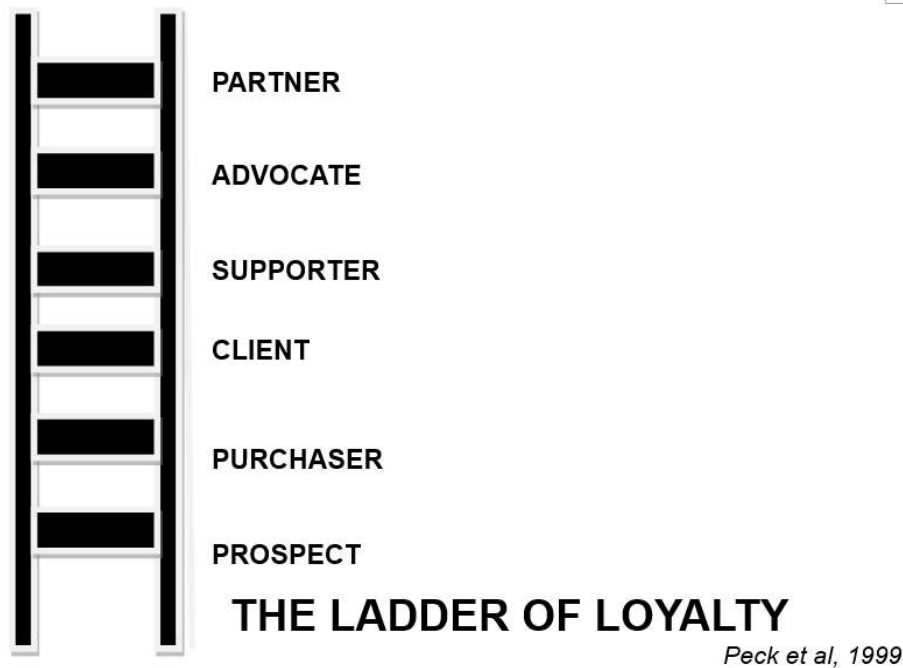 PARTNER
ADVOCATE
SUPPORTER
CLIENT
PURCHASER
PROSPECT
THE LADDER OF LOYALTY
Peck et al, 1999